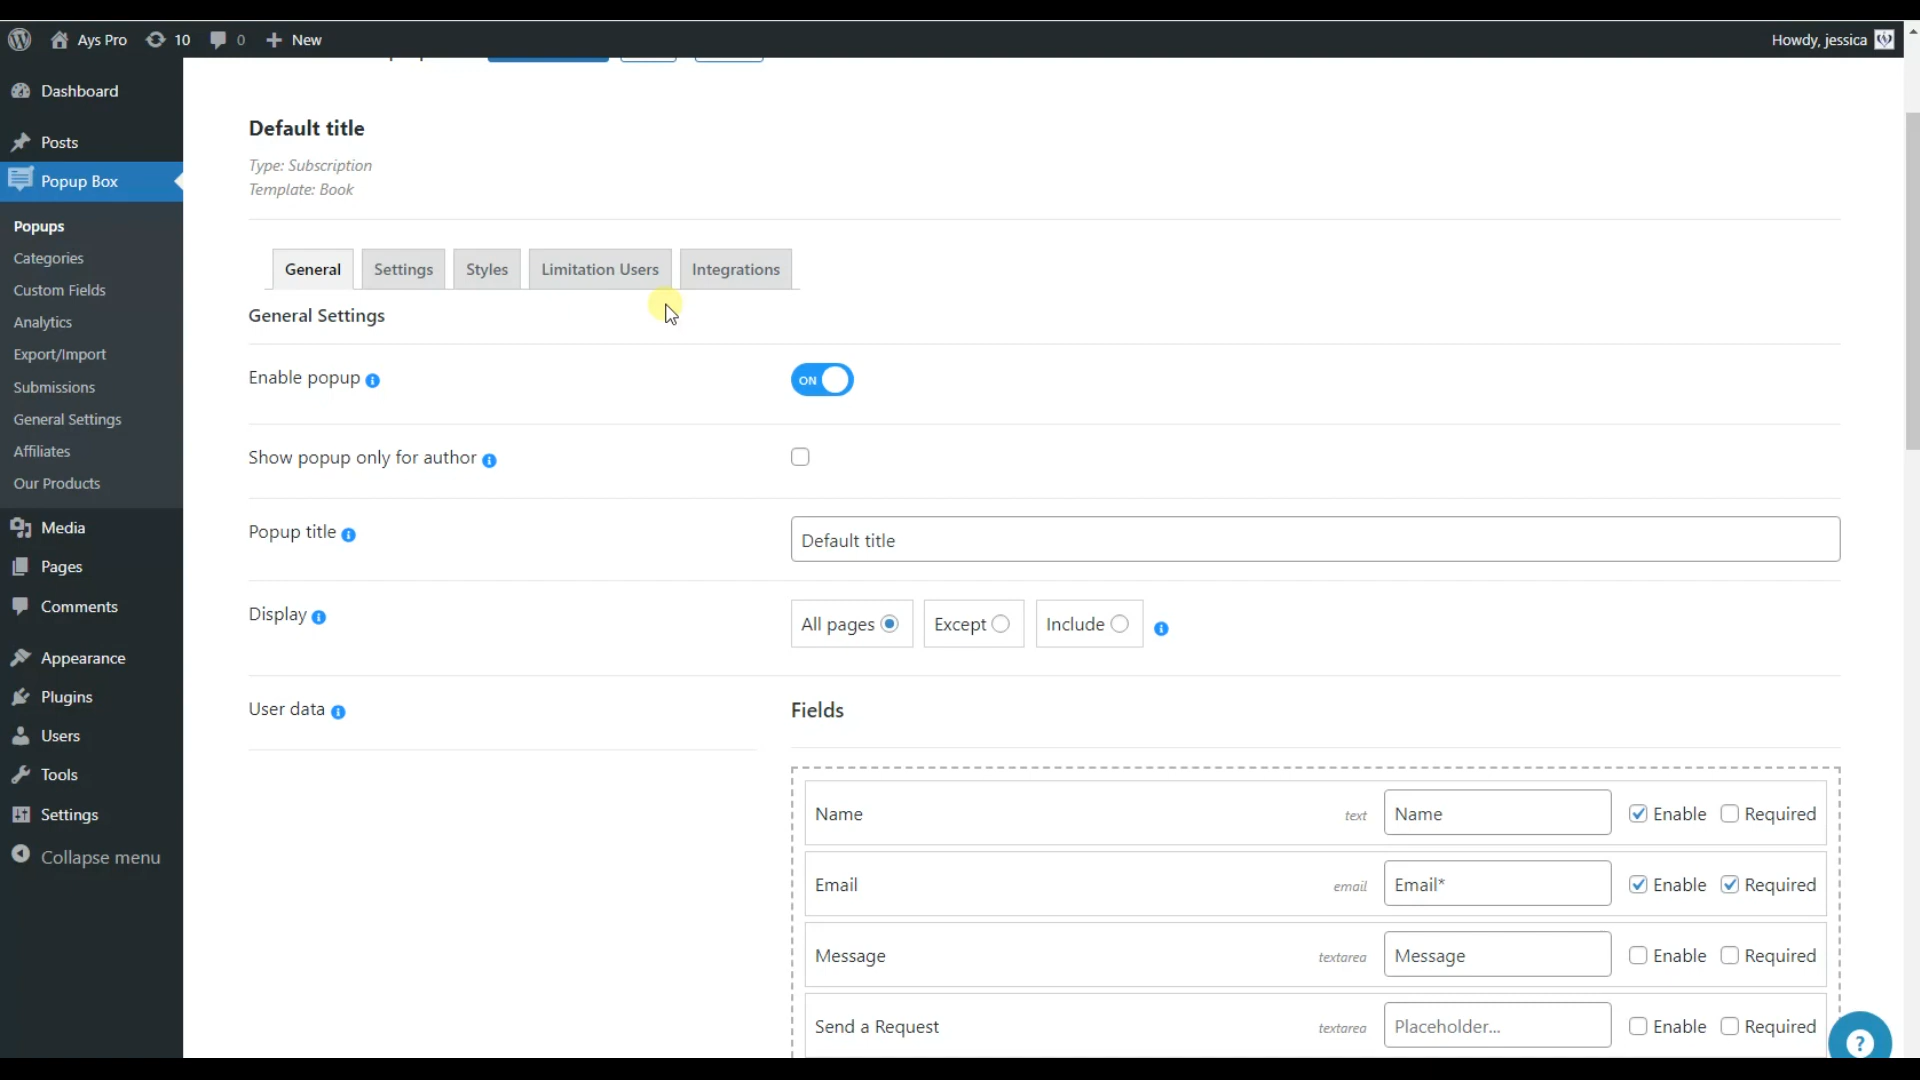 Ays Pro 10 0 New Howdy, jessica
Dashboard
Posts
Popup Box
Popups
Categories
Custom Fields
Analytics
Export/Import
Submissions
General Settings
Affiliates
Our Products
Media
Pages
Comments
Appearance
Plugins
Users
Tools
Settings
Collapse menu
Default title
Type: Subscription
Template: Book
General Settings Styles Limitation Users Integrations
General Settings
Enable popup ON
Show popup only for author
Popup title Default title
Display All pages Except Include
User data Fields
Name text Name Enable Required
Email email Email* Enable Required
Message textarea Message Enable Required
Send a Request textarea Placeholder... Enable Required
?